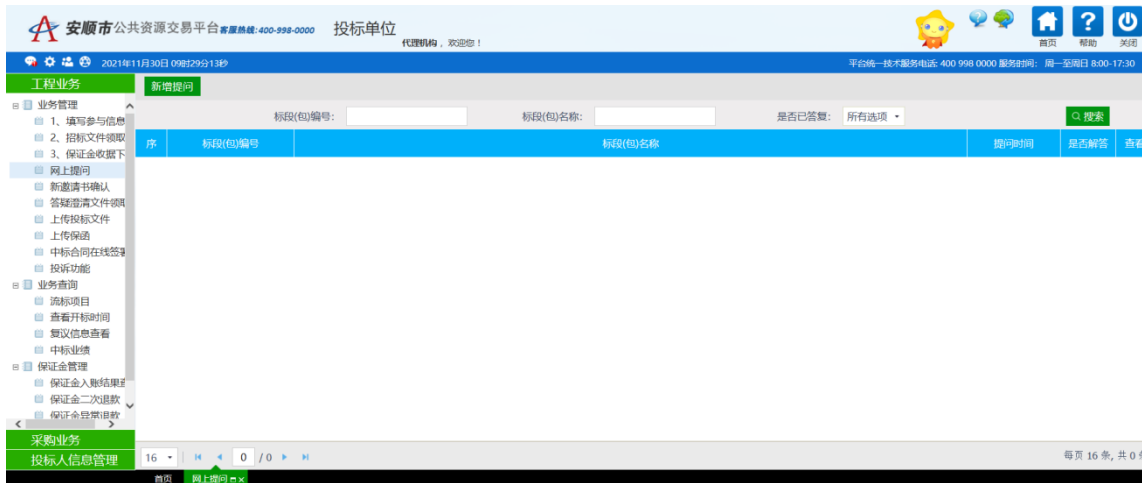 安顺市公共资源交易平台客服热线:400-998-0000 投标单位
代理机构，欢迎您！
首页 帮助 关闭
2021年11月30日 09时29分13秒
平台统一技术服务电话: 400 998 0000 服务时间: 周一至周日 8:00-17:30
工程业务
新增提问
业务管理
1、填写参与信息
2、招标文件领取
3、保证金收据下
网上提问
新邀请书确认
答疑澄清文件领取
上传投标文件
上传保函
中标合同在线签署
投诉功能
业务查询
流标项目
查看开标时间
复议信息查看
中标业绩
保证金管理
保证金入账结果查
保证金二次退款
保证金异常退款
采购业务
投标人信息管理
标段(包)编号: 标段(包)名称: 是否已答复: 所有选项 搜索
序 标段(包)编号 标段(包)名称 提问时间 是否解答 查看
16 0 / 0
每页 16 条, 共 0 条
首页 网上提问